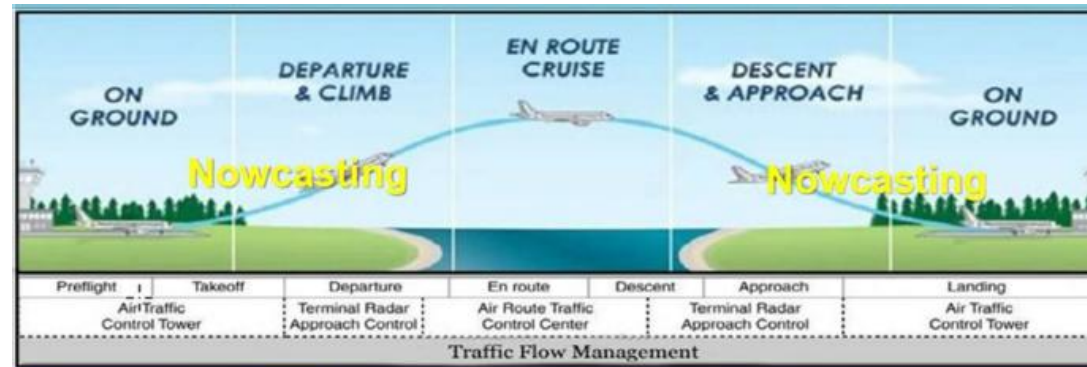 ON
GROUND
DEPARTURE
& CLIMB
EN ROUTE
CRUISE
DESCENT
& APPROACH
ON
GROUND
Nowcasting
Nowcasting
Preflight
Takeoff
Departure
En route
Descent
Approach
Landing
Air Traffic
Control Tower
Terminal Radar
Approach Control
Air Route Traffic
Control Center
Terminal Radar
Approach Control
Air Traffic
Control Tower
Traffic Flow Management